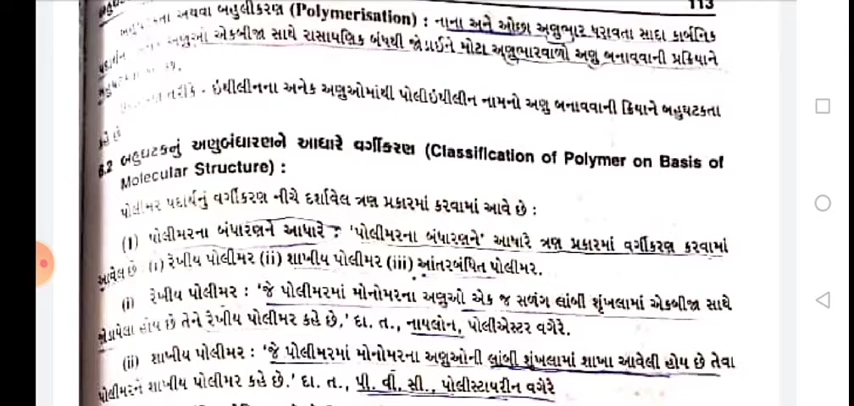 113
અથવા બહુલીકરણ (Polymerisation) : નાના અને ઓછા અણુભાર ધરાવતા સાદા કાર્બનિક
અણુઓ એકબીજા સાથે રાસાયણિક બંધથી જોડાઈને મોટા અણુભારવાળો અણુ બનાવવાની પ્રક્રિયાને
તરીકે - ઇથીલીનના અનેક અણુઓમાંથી પોલીઇથીલીન નામનો અણુ બનાવવાની ક્રિયાને બહુઘટકતા
કહે છે
6.2 બહુઘટકનું અણુબંધારણને આધારે વર્ગીકરણ (Classification of Polymer on Basis of
Molecular Structure) :
પોલીમર પદાર્થનું વર્ગીકરણ નીચે દર્શાવેલ ત્રણ પ્રકારમાં કરવામાં આવે છે :
(1) પોલીમરના બંધારણને આધારે : 'પોલીમરના બંધારણને' આધારે ત્રણ પ્રકારમાં વર્ગીકરણ કરવામાં
આવેલ છે (i) રેખીય પોલીમર (ii) શાખીય પોલીમર (iii) આંતરબંધિત પોલીમર.
(i) રેખીય પોલીમર : 'જે પોલીમરમાં મોનોમરના અણુઓ એક જ સળંગ લાંબી શૃંખલામાં એકબીજા સાથે
જોડાયેલા હોય છે તેને રેખીય પોલીમર કહે છે.' દા. ત., નાયલોન, પોલીએસ્ટર વગેરે.
(ii) શાખીય પોલીમર : 'જે પોલીમરમાં મોનોમરના અણુઓની લાંબી શૃંખલામાં શાખા આવેલી હોય છે તેવા
પોલીમરને શાખીય પોલીમર કહે છે.' દા. ત., પી. વી. સી., પોલીસ્ટાયરીન વગેરે